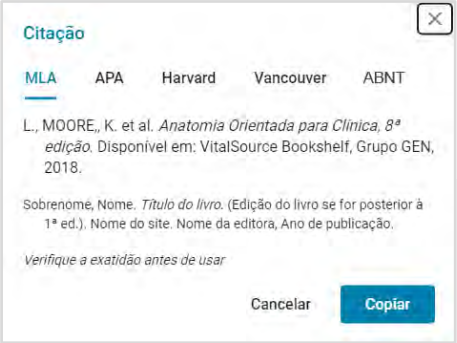 Citação
MLA APA Harvard Vancouver ABNT
L., MOORE,, K. et al. Anatomia Orientada para Clínica, 8ª
edição. Disponível em: VitalSource Bookshelf, Grupo GEN,
2018.
Sobrenome, Nome. Título do livro. (Edição do livro se for posterior à
1ª ed.). Nome do site. Nome da editora, Ano de publicação.
Verifique a exatidão antes de usar
Cancelar Copiar